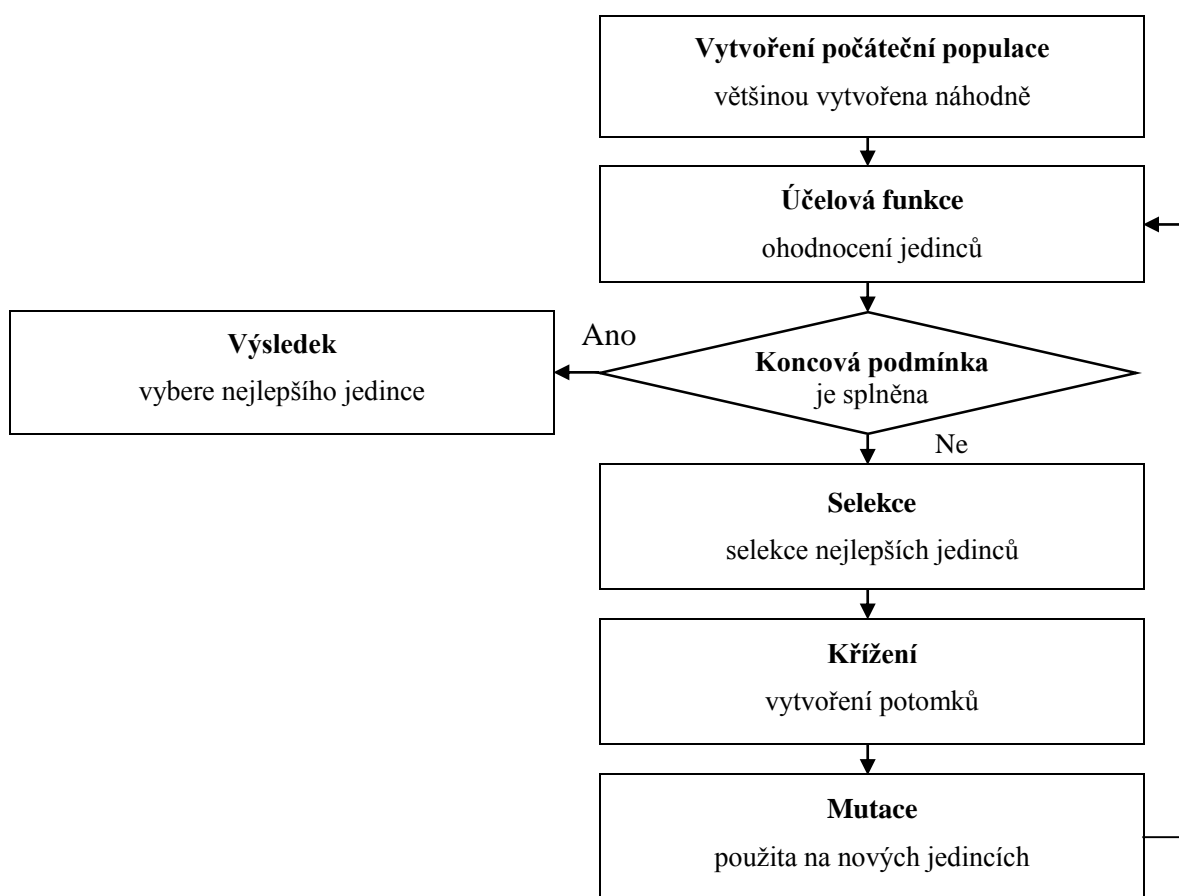 Vytvoření počáteční populace
většinou vytvořena náhodně
Účelová funkce
ohodnocení jedinců
Ano
Výsledek
vybere nejlepšího jedince
Koncová podmínka
je splněna
Ne
Selekce
selekce nejlepších jedinců
Křížení
vytvoření potomků
Mutace
použita na nových jedincích